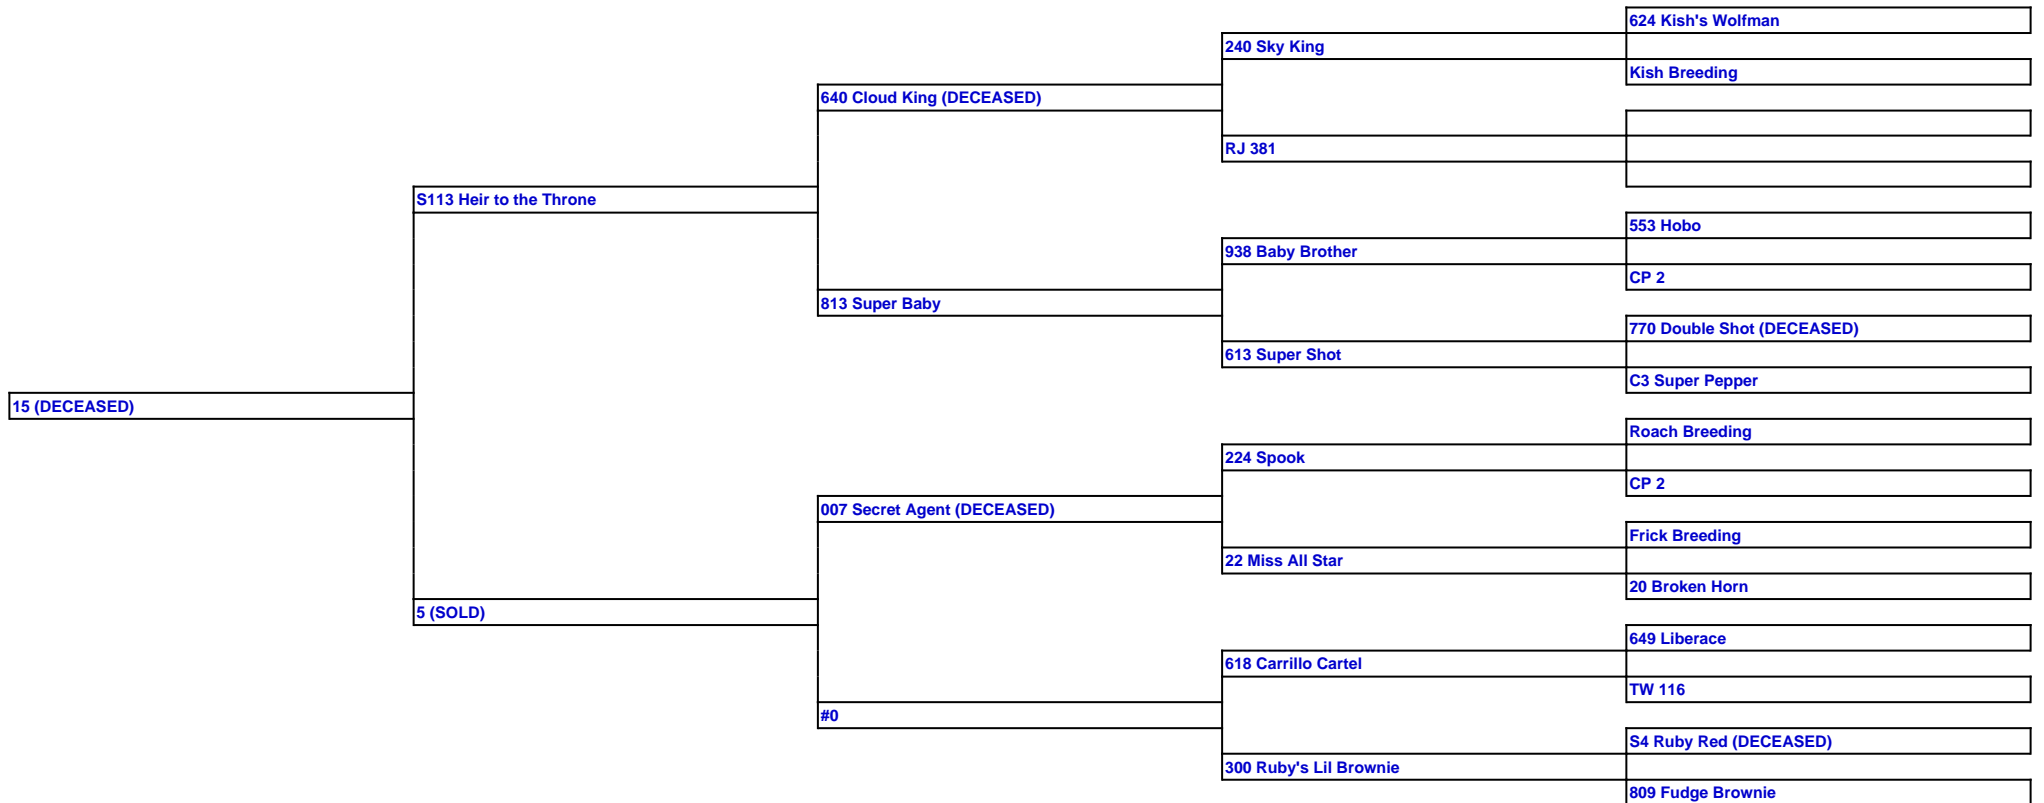 624 Kish's Wolfman
240 Sky King
Kish Breeding
640 Cloud King (DECEASED)
RJ 381
S113 Heir to the Throne
553 Hobo
938 Baby Brother
CP 2
813 Super Baby
770 Double Shot (DECEASED)
613 Super Shot
C3 Super Pepper
15 (DECEASED)
Roach Breeding
224 Spook
CP 2
007 Secret Agent (DECEASED)
Frick Breeding
22 Miss All Star
20 Broken Horn
5 (SOLD)
649 Liberace
618 Carrillo Cartel
TW 116
#0
S4 Ruby Red (DECEASED)
300 Ruby's Lil Brownie
809 Fudge Brownie